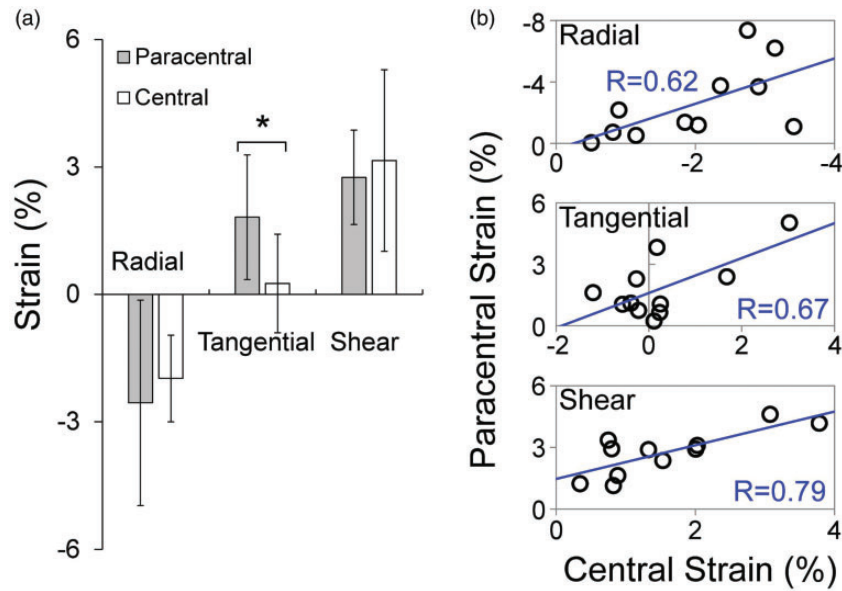 (a)
6
3
0
-3
-6
Strain (%)
Paracentral
Central
*
Radial
Tangential
Shear
(b)
Paracentral Strain (%)
-8
-4
0
Radial
R=0.62
0
-2
-4
6
3
0
Tangential
R=0.67
-2
0
2
4
6
3
0
Shear
R=0.79
0
2
4
Central Strain (%)